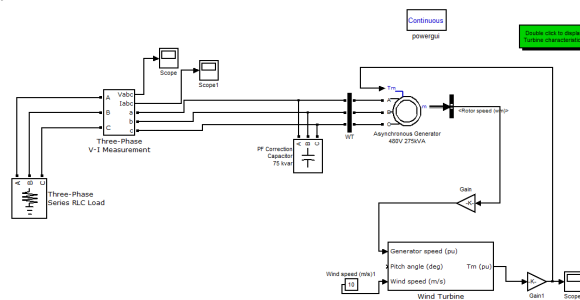 Continuous
powergui
Double click to displa
Turbine characteristic
Scope
Scope1
Vabc
Iabc
A
a
B
b
C
c
Three-Phase
V-I Measurement
A B C
Three-Phase
Series RLC Load
A B C
PF Correction
Capacitor
75 kvar
WT
Tm
A
B
C
m
<Rotor speed (wm)>
Asynchronous Generator
480V 275kVA
Gain
-K-
Generator speed (pu)
Pitch angle (deg)
Tm (pu)
Wind speed (m/s)
Wind Turbine
Wind speed (m/s)1
10
-K-
Gain1
Scope